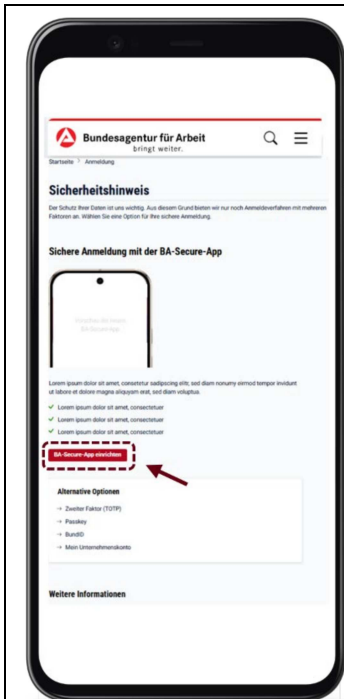 Bundesagentur für Arbeit
bringt weiter.
Startseite > Anmeldung
Sicherheitshinweis
Der Schutz Ihrer Daten ist uns wichtig. Aus diesem Grund bieten wir nur noch Anmeldeverfahren mit mehreren
Faktoren an. Wählen Sie eine Option für Ihre sichere Anmeldung.
Sichere Anmeldung mit der BA-Secure-App
BA-Secure-App
Lorem ipsum dolor sit amet, consetetur sadipscing elitr, sed diam nonumy eirmod tempor invidunt
ut labore et dolore magna aliquyam erat, sed diam voluptua.
Lorem ipsum dolor sit amet, consectetuer
Lorem ipsum dolor sit amet, consectetuer
Lorem ipsum dolor sit amet, consectetuer
BA-Secure-App einrichten
Alternative Optionen
→ Zweiter Faktor (TOTP)
→ Passkey
→ BundID
→ Mein Unternehmenskonto
Weitere Informationen